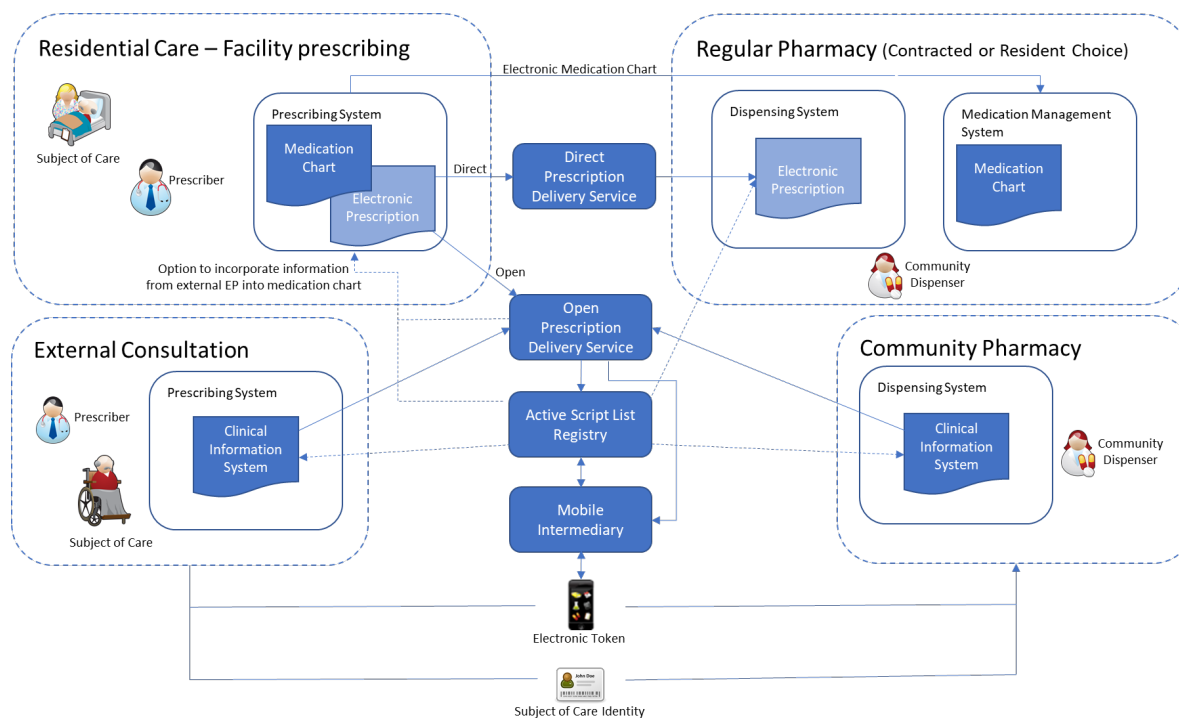 Residential Care – Facility prescribing
Subject of Care
Prescriber
Prescribing System
Medication
Chart
Electronic
Prescription
Option to incorporate information
from external EP into medication chart
Electronic Medication Chart
Direct
Open
Direct
Prescription
Delivery Service
Regular Pharmacy (Contracted or Resident Choice)
Dispensing System
Electronic
Prescription
Medication Management
System
Medication
Chart
Community
Dispenser
Open
Prescription
Delivery Service
Active Script List
Registry
Mobile
Intermediary
Electronic Token
John Doe
Subject of Care Identity
External Consultation
Prescriber
Subject of Care
Prescribing System
Clinical
Information
System
Community Pharmacy
Dispensing System
Clinical
Information
System
Community
Dispenser